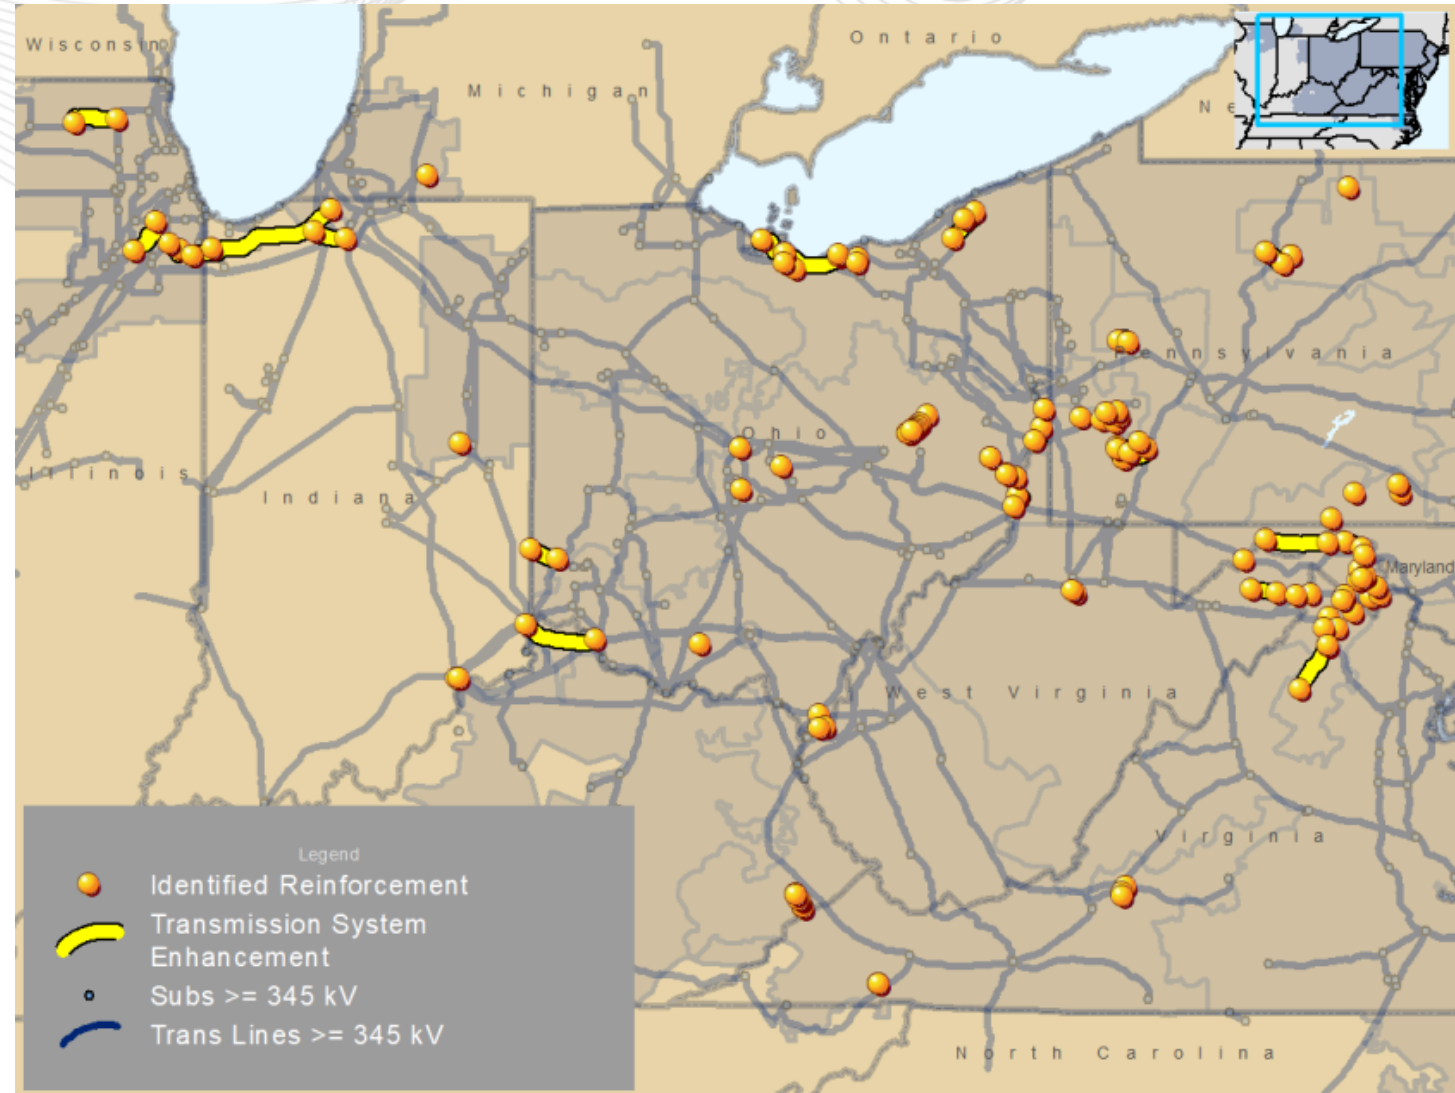 Wisconsin
Ontario
Michigan
Ne
Pennsylvania
Ohio
Illinois
Indiana
Maryland
West Virginia
Virginia
North Carolina
Legend
Identified Reinforcement
Transmission System
Enhancement
Subs >= 345 kV
Trans Lines >= 345 kV